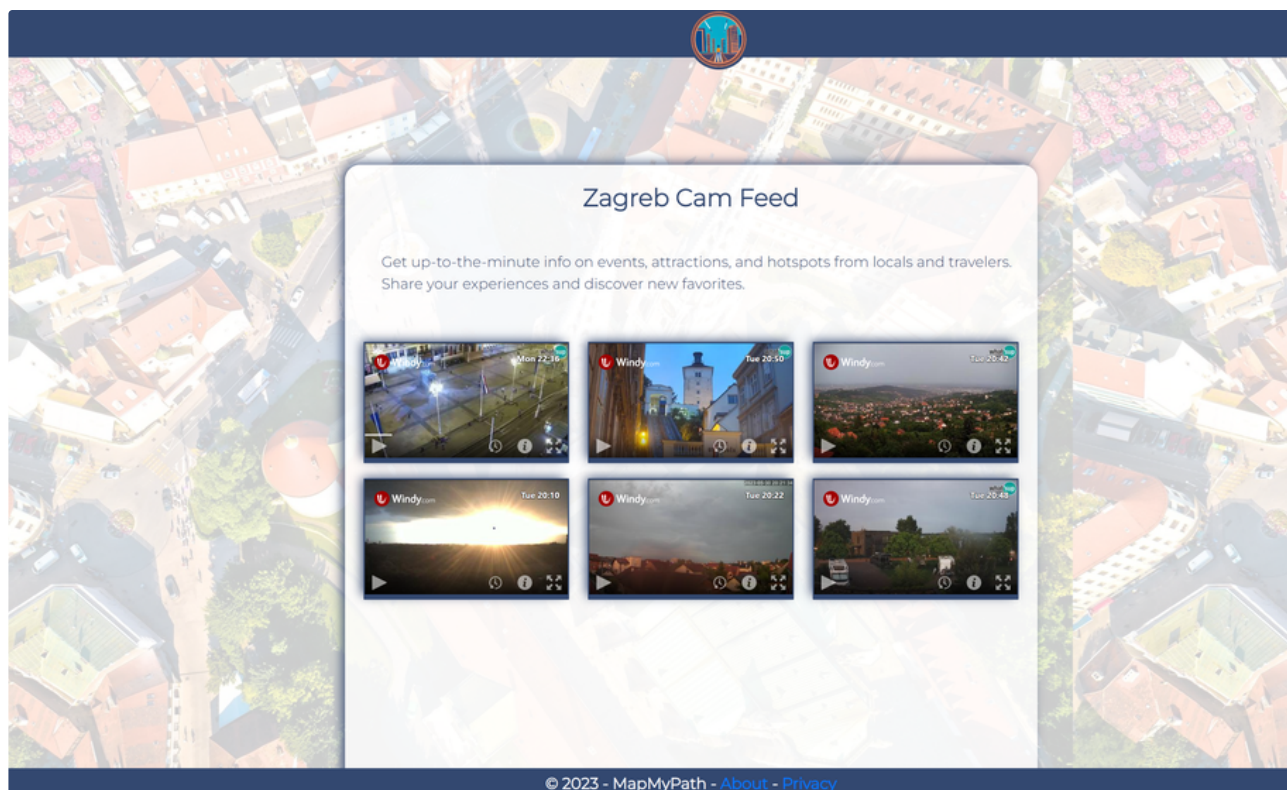 Zagreb Cam Feed
Get up-to-the-minute info on events, attractions, and hotspots from locals and travelers.
Share your experiences and discover new favorites.
Windy.com
Mon 22:36
Windy.com
Tue 20:50
Windy.com
Tue 20:42
Windy.com
Tue 20:10
Windy.com
Tue 20:22
Windy.com
Tue 20:48
© 2023 - MapMyPath - About - Privacy